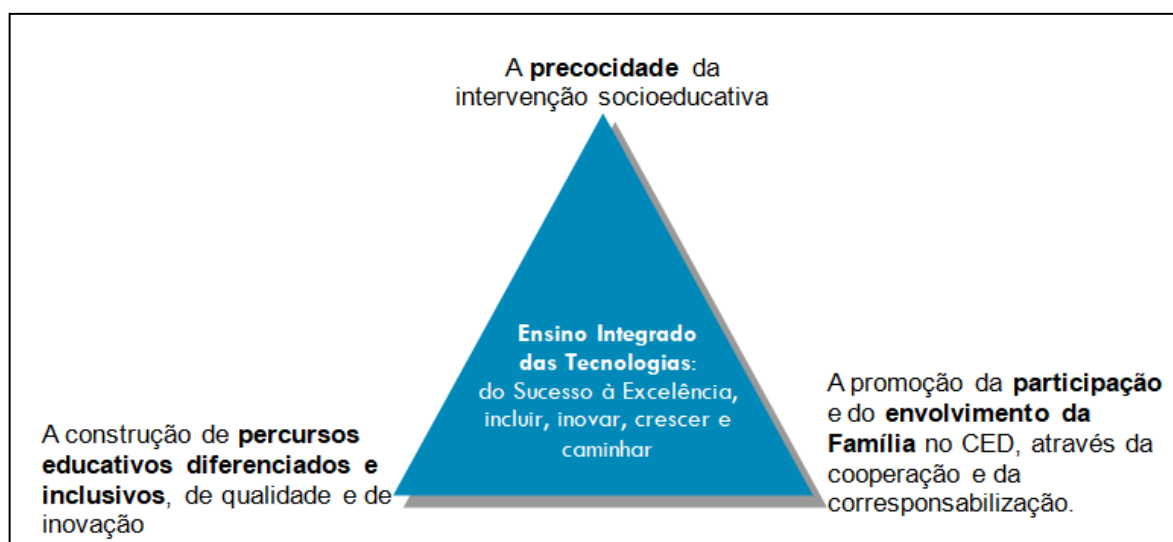 A precocidade da
intervenção socioeducativa
Ensino Integrado
das Tecnologias:
do Sucesso à Excelência,
incluir, inovar, crescer e
caminhar
A construção de percursos
educativos diferenciados e
inclusivos, de qualidade e de
inovação
A promoção da participação
e do envolvimento da
Família no CED, através da
cooperação e da
corresponsabilização.